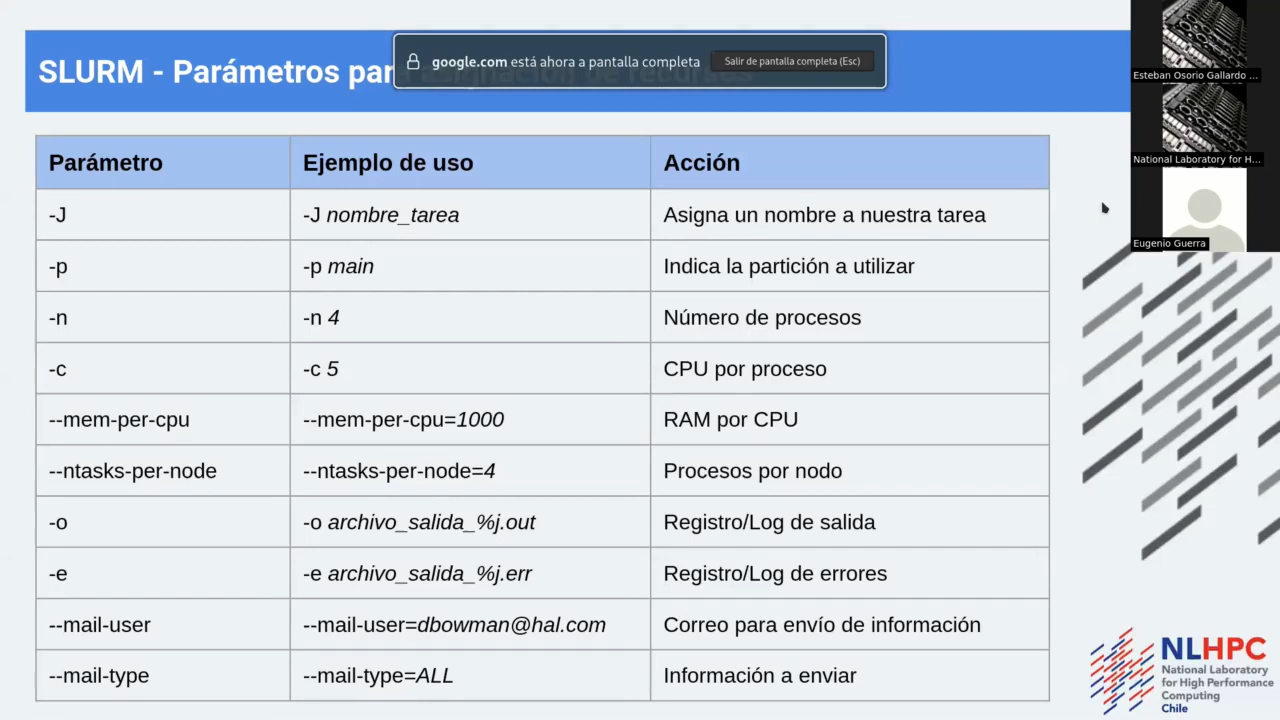 SLURM - Parámetros par
google.com está ahora a pantalla completa
Salir de pantalla completa (Esc)
Esteban Osorio Gallardo ...
National Laboratory for H...
Eugenio Guerra
Parámetro Ejemplo de uso Acción
-J -J nombre_tarea Asigna un nombre a nuestra tarea
-p -p main Indica la partición a utilizar
-n -n 4 Número de procesos
-c -c 5 CPU por proceso
--mem-per-cpu --mem-per-cpu=1000 RAM por CPU
--ntasks-per-node --ntasks-per-node=4 Procesos por nodo
-o -o archivo_salida_%j.out Registro/Log de salida
-e -e archivo_salida_%j.err Registro/Log de errores
--mail-user --mail-user=dbowman@hal.com Correo para envío de información
--mail-type --mail-type=ALL Información a enviar
NLHPC
National Laboratory
for High Performance
Computing
Chile